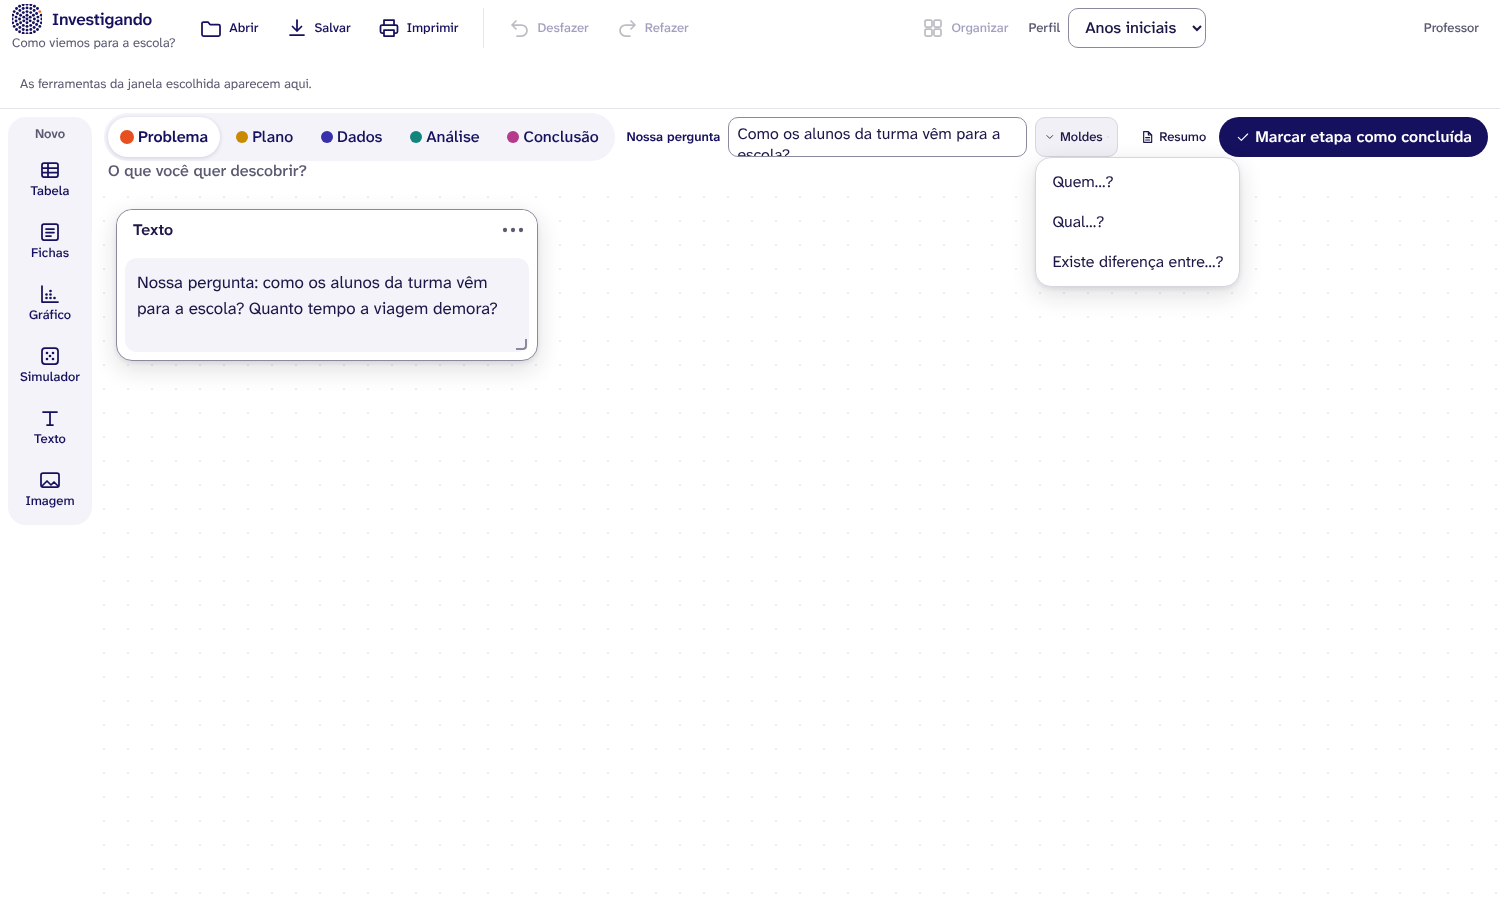 Investigando
Como viemos para a escola?
Abrir
Salvar
Imprimir
Desfazer
Refazer
Organizar
Perfil
Anos iniciais
Professor
As ferramentas da janela escolhida aparecem aqui.
Novo
Tabela
Fichas
Gráfico
Simulador
Texto
Imagem
Problema
Plano
Dados
Análise
Conclusão
Nossa pergunta
Como os alunos da turma vêm para a
escola?
Moldes
Resumo
Marcar etapa como concluída
O que você quer descobrir?
Quem...?
Qual...?
Existe diferença entre...?
Texto
Nossa pergunta: como os alunos da turma vêm
para a escola? Quanto tempo a viagem demora?